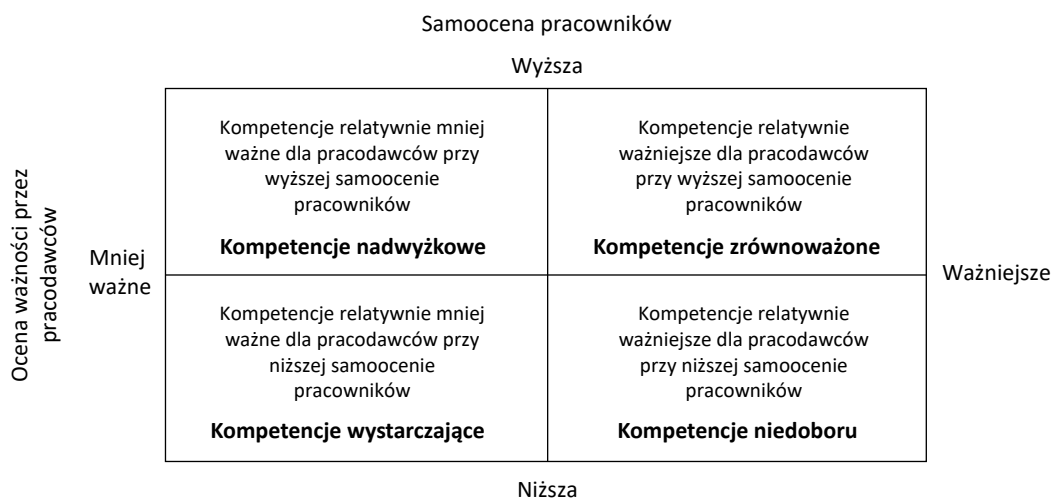 Samoocena pracowników
Wyższa
Kompetencje relatywnie mniej
ważne dla pracodawców przy
wyższej samoocenie
pracowników
Kompetencje nadwyżkowe
Kompetencje relatywnie
ważniejsze dla pracodawców
przy wyższej samoocenie
pracowników
Kompetencje zrównoważone
Ocena ważności przez
pracodawców
Mniej
ważne
Ważniejsze
Kompetencje relatywnie mniej
ważne dla pracodawców przy
niższej samoocenie
pracowników
Kompetencje wystarczające
Kompetencje relatywnie
ważniejsze dla pracodawców
przy niższej samoocenie
pracowników
Kompetencje niedoboru
Niższa